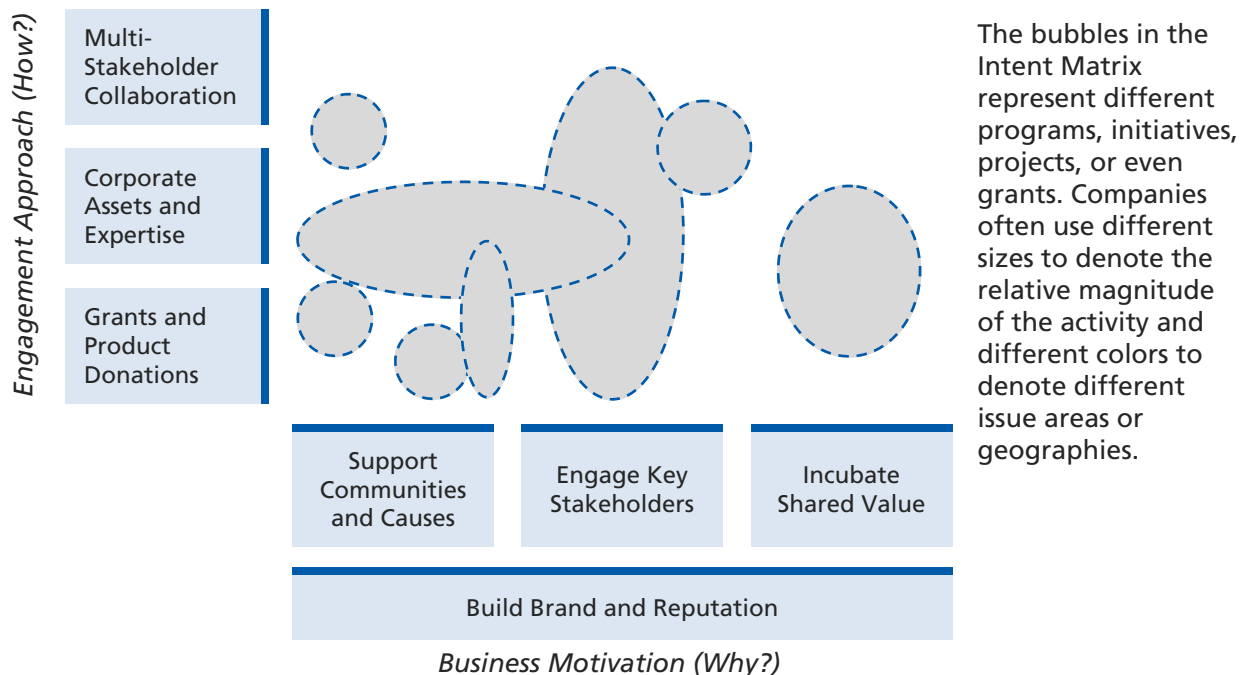 Engagement Approach (How?)
Multi-
Stakeholder
Collaboration
Corporate
Assets and
Expertise
Grants and
Product
Donations
Support
Communities
and Causes
Engage Key
Stakeholders
Incubate
Shared Value
Build Brand and Reputation
Business Motivation (Why?)
The bubbles in the
Intent Matrix
represent different
programs, initiatives,
projects, or even
grants. Companies
often use different
sizes to denote the
relative magnitude
of the activity and
different colors to
denote different
issue areas or
geographies.